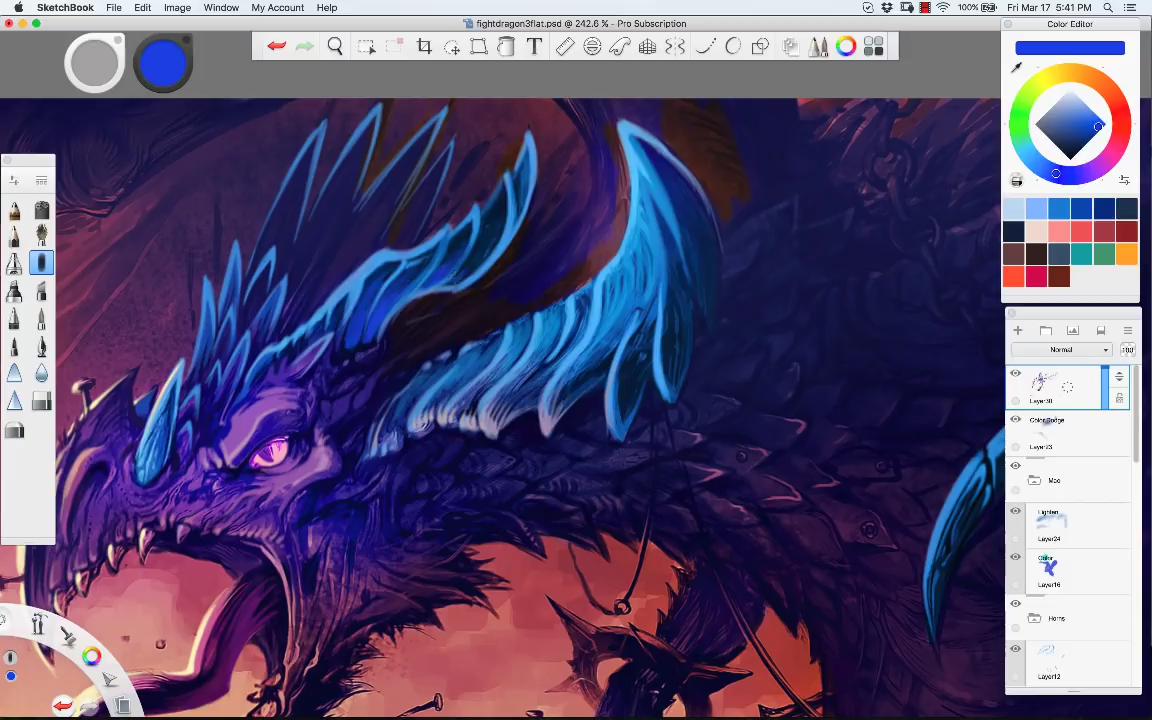 SketchBook File Edit Image Window My Account Help
100% Fri Mar 17 5:41 PM
fightdragon3flat.psd @ 242.6 % - Pro Subscription
Color Editor
T
Normal
100
Layer30
Color Dodge
Layer23
Mac
Lighten
Layer24
Color
Layer16
Horns
Layer12